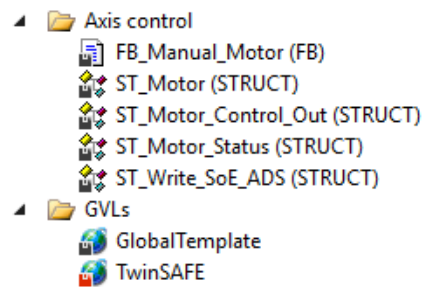 Axis control
FB_Manual_Motor (FB)
ST_Motor (STRUCT)
ST_Motor_Control_Out (STRUCT)
ST_Motor_Status (STRUCT)
ST_Write_SoE_ADS (STRUCT)
GVLs
GlobalTemplate
TwinSAFE